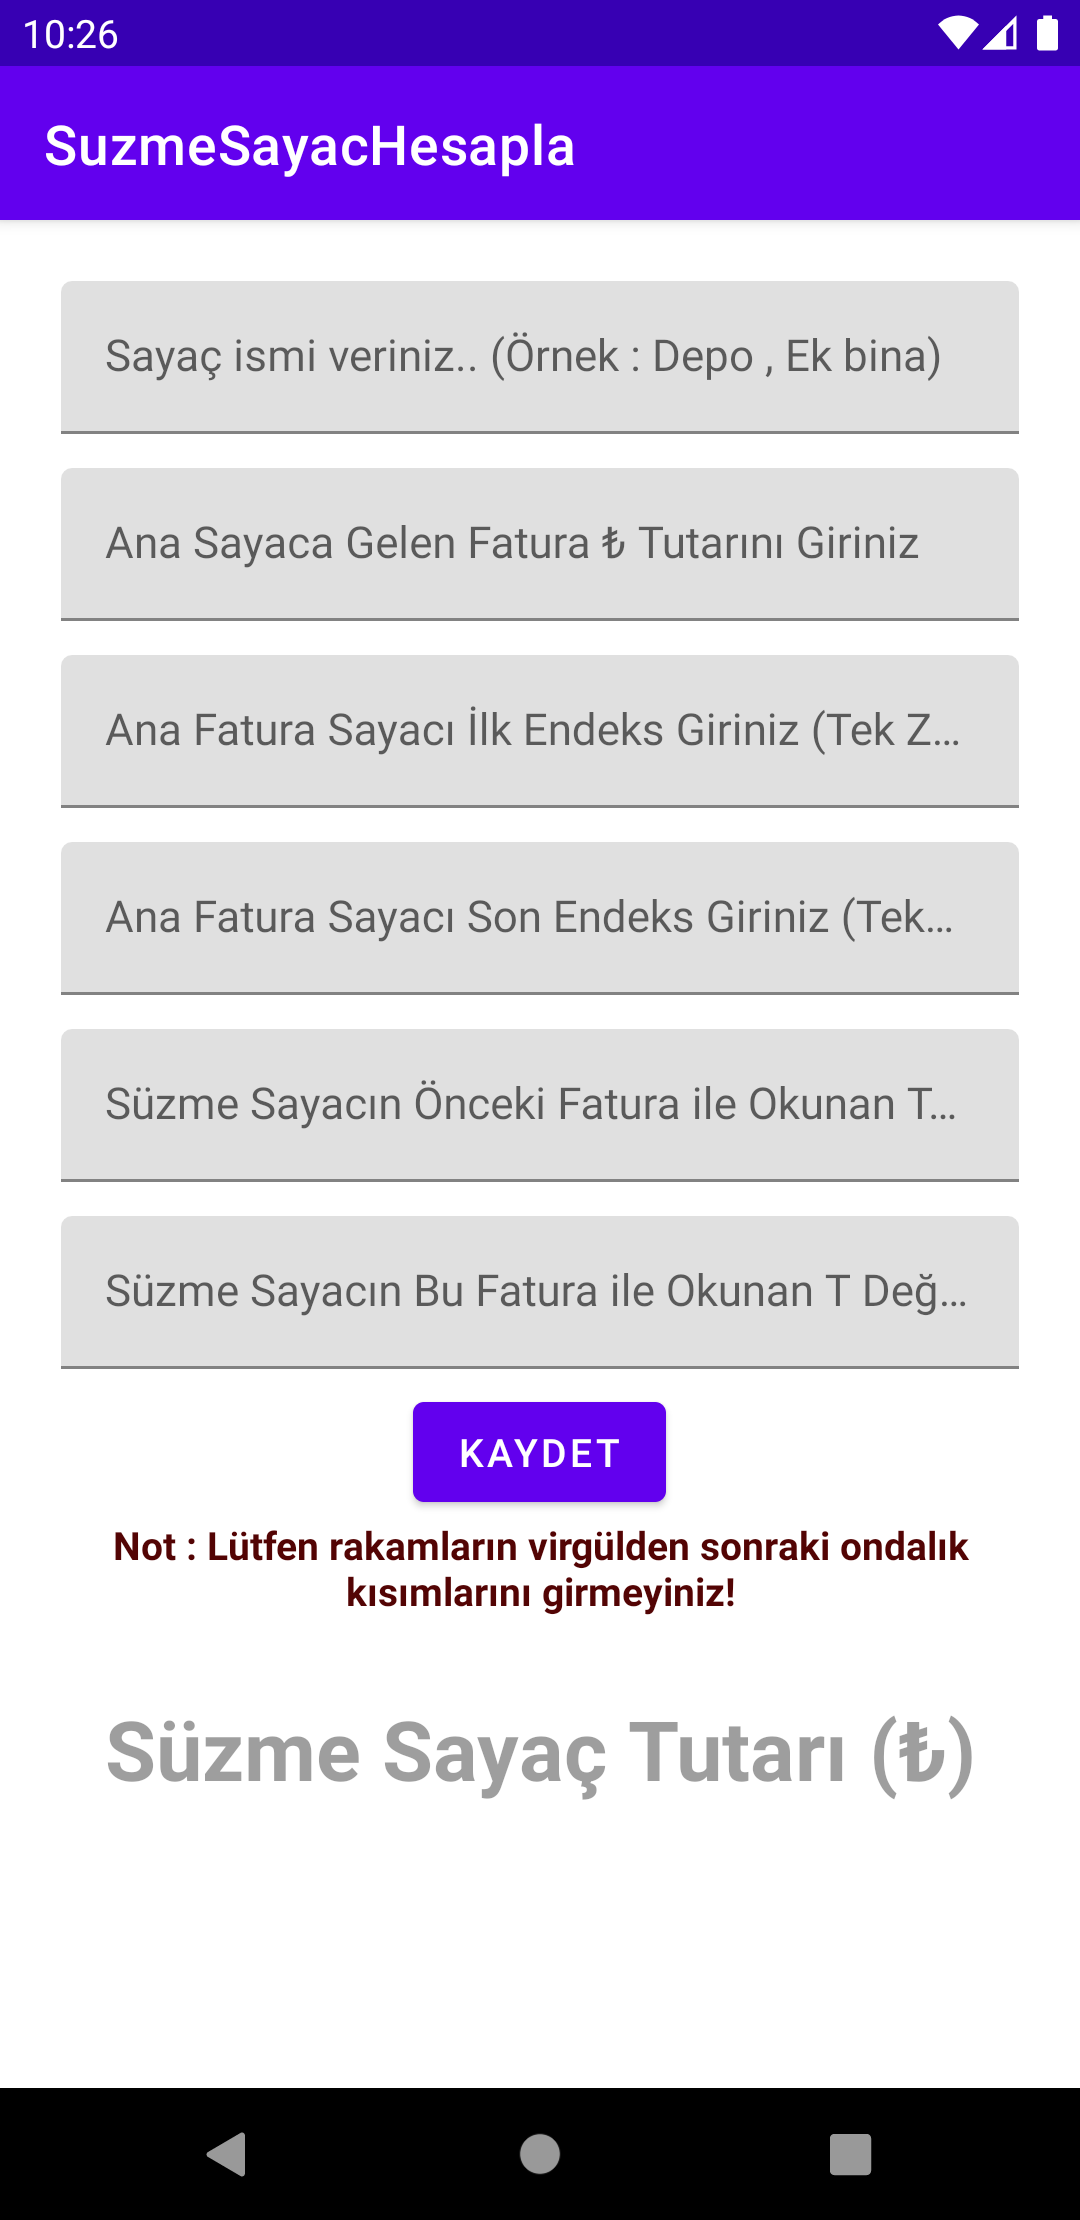 10:26
SuzmeSayacHesapla
Sayaç ismi veriniz.. (Örnek : Depo , Ek bina)
Ana Sayaca Gelen Fatura ₺ Tutarını Giriniz
Ana Fatura Sayacı İlk Endeks Giriniz (Tek Z...
Ana Fatura Sayacı Son Endeks Giriniz (Tek...
Süzme Sayacın Önceki Fatura ile Okunan T...
Süzme Sayacın Bu Fatura ile Okunan T Değ...
KAYDET
Not : Lütfen rakamların virgülden sonraki ondalık
kısımlarını girmeyiniz!
Süzme Sayaç Tutarı (₺)